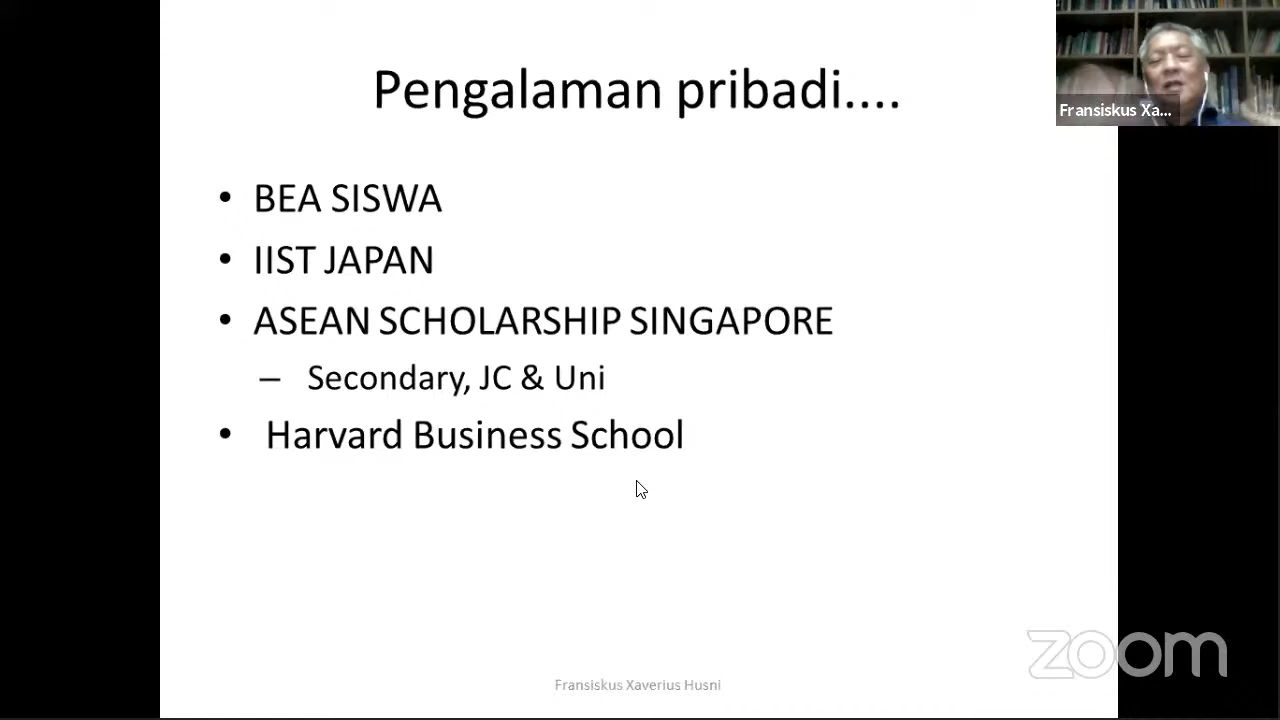 Pengalaman pribadi....
Fransiskus Xa...
• BEA SISWA
• IIST JAPAN
• ASEAN SCHOLARSHIP SINGAPORE
– Secondary, JC & Uni
• Harvard Business School
zoom
Fransiskus Xaverius Husni